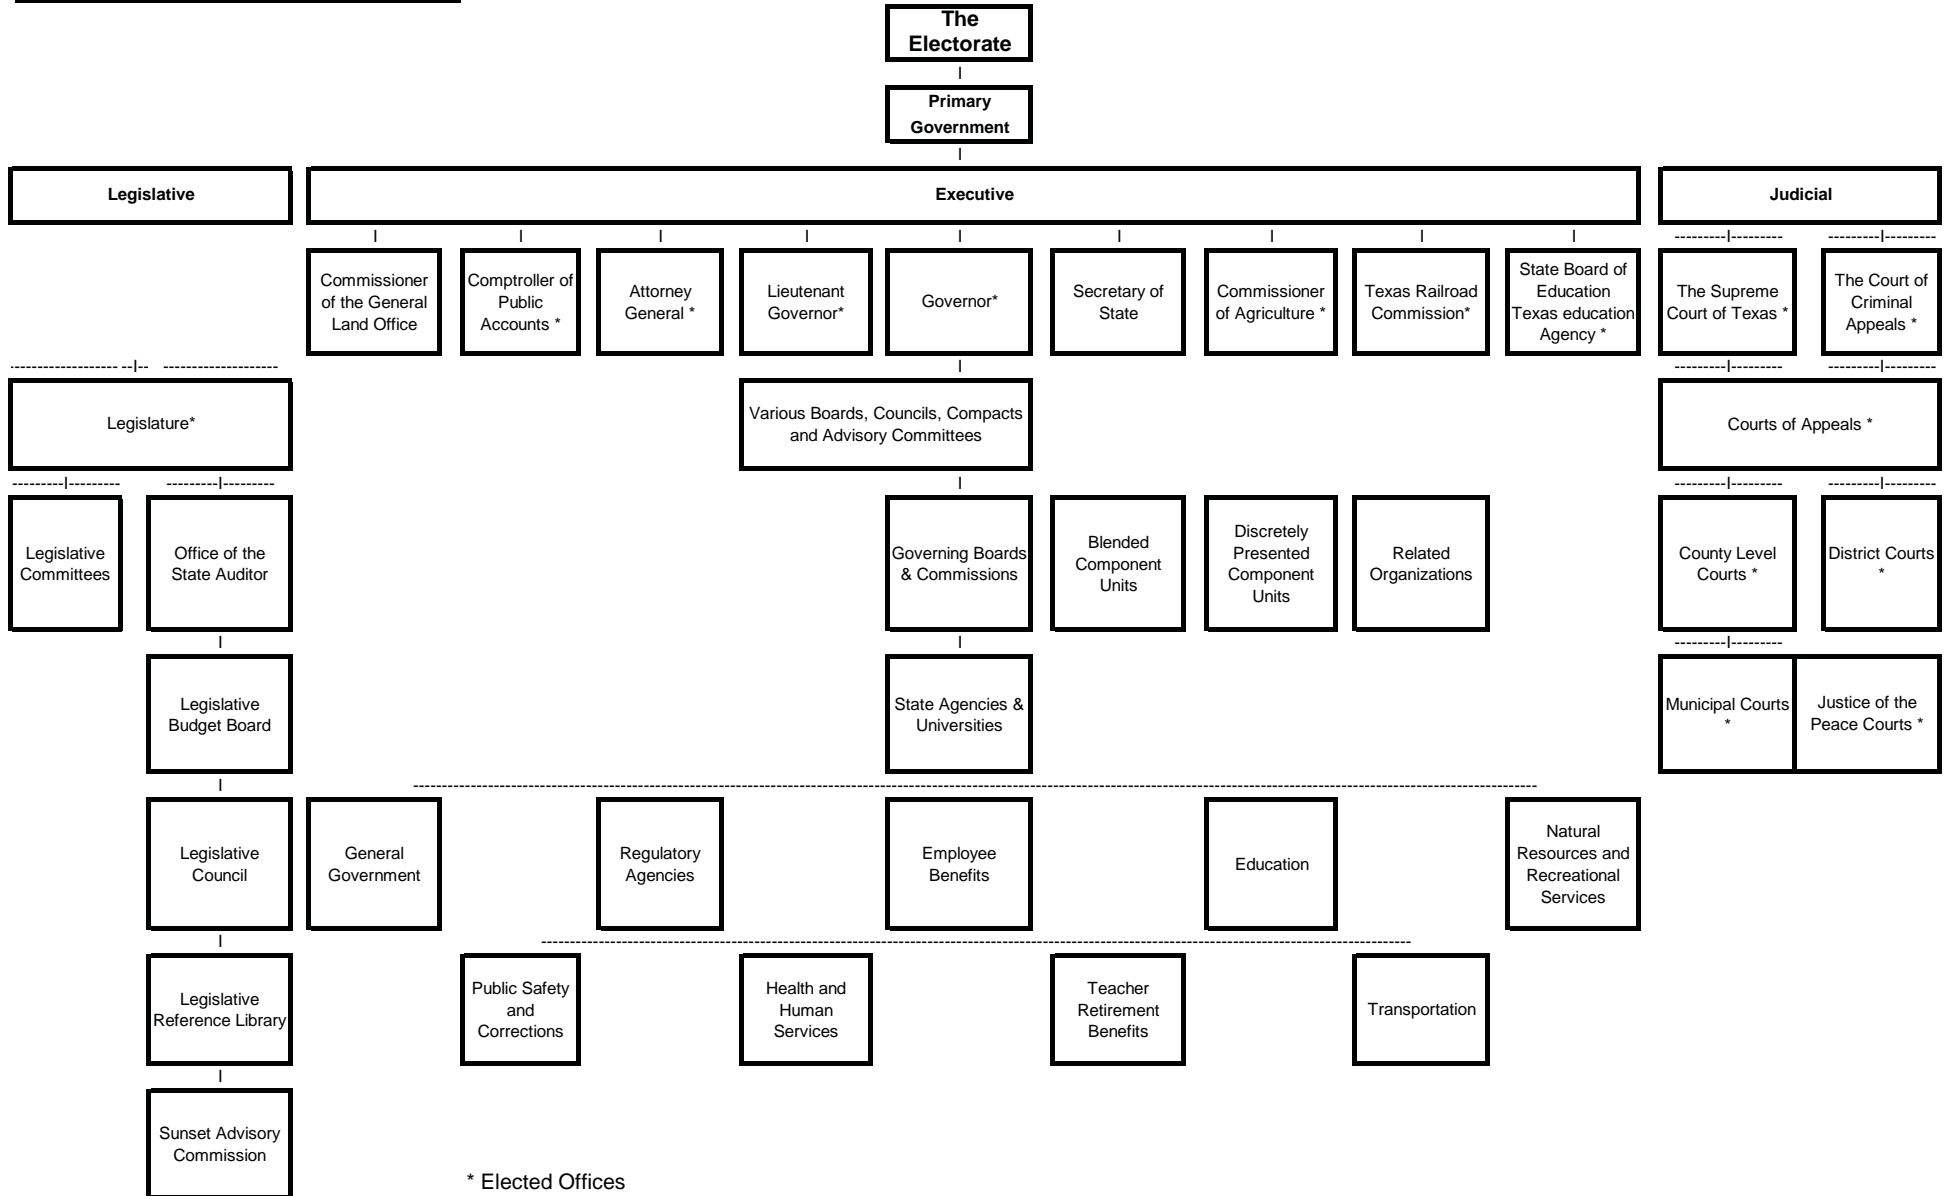 The
Electorate
Primary
Government
Legislative
Executive
Judicial
Commissioner
of the General
Land Office
Comptroller of
Public
Accounts *
Attorney
General *
Lieutenant
Governor*
Governor*
Secretary of
State
Commissioner
of Agriculture *
Texas Railroad
Commission*
State Board of
Education
Texas education
Agency *
The Supreme
Court of Texas *
The Court of
Criminal
Appeals *
Legislature*
Various Boards, Councils, Compacts
and Advisory Committees
Courts of Appeals *
Legislative
Committees
Office of the
State Auditor
Governing Boards
& Commissions
Blended
Component
Units
Discretely
Presented
Component
Units
Related
Organizations
County Level
Courts *
District Courts
*
Legislative
Budget Board
State Agencies &
Universities
Municipal Courts
*
Justice of the
Peace Courts *
Legislative
Council
General
Government
Regulatory
Agencies
Employee
Benefits
Education
Natural
Resources and
Recreational
Services
Legislative
Reference Library
Public Safety
and
Corrections
Health and
Human
Services
Teacher
Retirement
Benefits
Transportation
Sunset Advisory
Commission
* Elected Offices